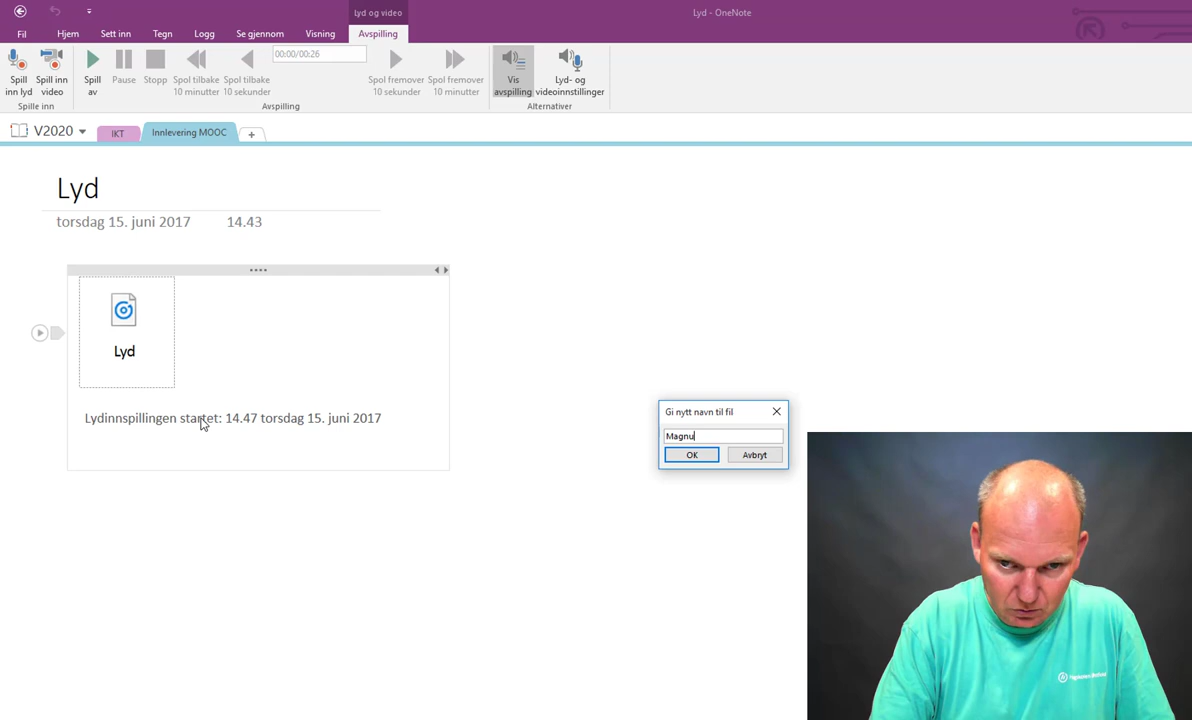 Lyd og video
Lyd - OneNote
Fil Hjem Sett inn Tegn Logg Se gjennom Visning Avspilling
00:00/00:26
Spill inn lyd
Spill inn video
Spill av
Pause
Stopp
Spol tilbake 10 minutter
Spol tilbake 10 sekunder
Spol fremover 10 sekunder
Spol fremover 10 minutter
Vis avspilling
Lyd- og videoinnstillinger
Spille inn Avspilling Alternativer
V2020 IKT Innlevering MOOC
Lyd
torsdag 15. juni 2017 14.43
Lyd
Lydinnspillingen startet: 14.47 torsdag 15. juni 2017
Gi nytt navn til fil
Magnu
OK Avbryt